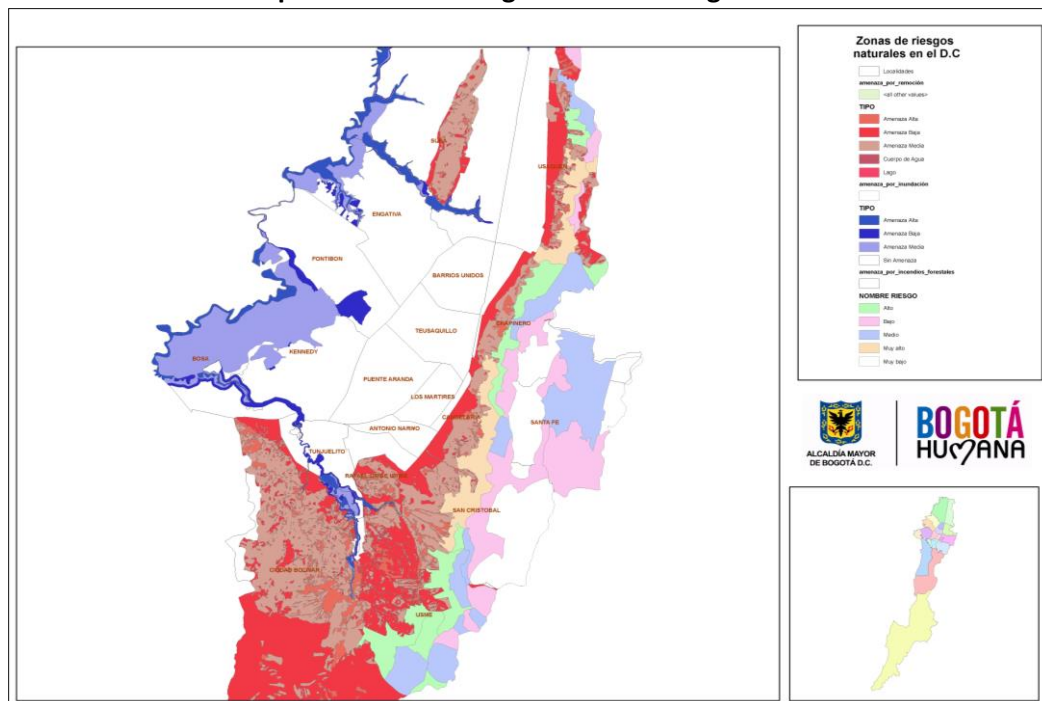 Zonas de riesgos
naturales en el D.C
Localidades
amenaza_por_remoción
<all other values>
TIPO
Amenaza Alta
Amenaza Baja
Amenaza Media
Cuerpo de Agua
Lago
amenaza_por_inundación
TIPO
Amenaza Alta
Amenaza Baja
Amenaza Media
Sin Amenaza
amenaza_por_incendios_forestales
NOMBRE RIESGO
Alto
Bajo
Medio
Muy alto
Muy bajo
SUBA
USAQUEN
ENGATIVA
FONTIBON
BARRIOS UNIDOS
CHAPINERO
TEUSAQUILLO
KENNEDY
BOSA
PUENTE ARANDA
LOS MARTIRES
SANTA FE
ANTONIO NARIÑO
TUNJUELITO
SAN CRISTOBAL
CIUDAD BOLIVAR
USME
ALCALDÍA MAYOR
DE BOGOTÁ D.C.
BOGOTÁ
HUMANA